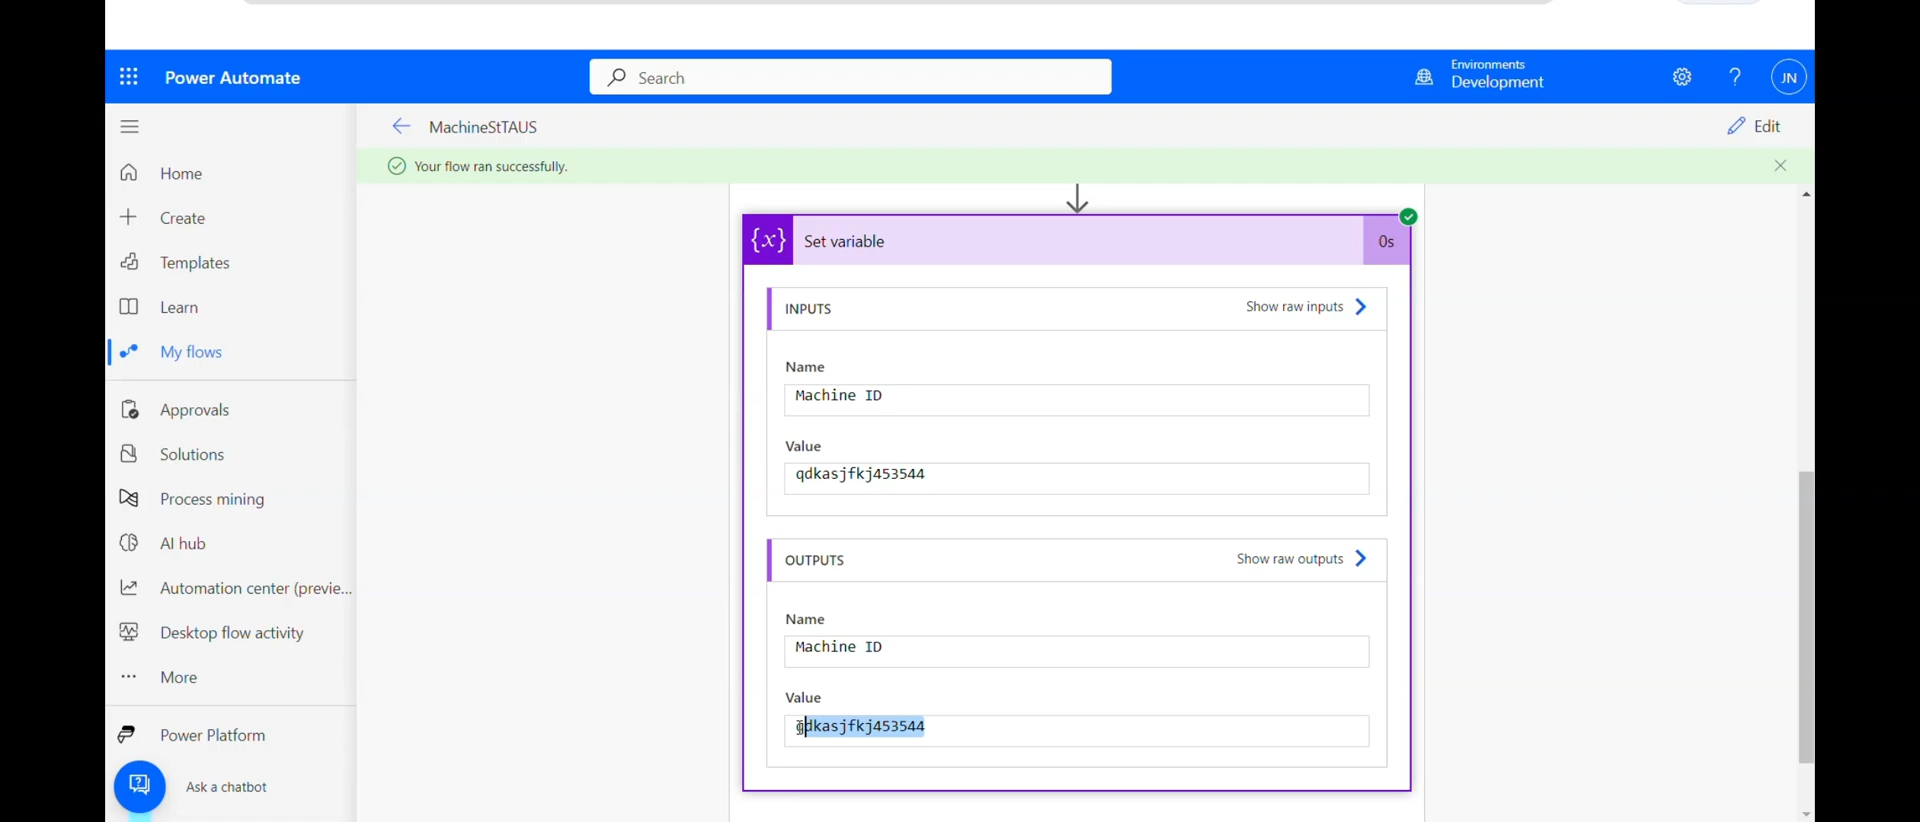 Power Automate
Search
Environments
Development
JN
MachineStTAUS
Edit
Your flow ran successfully.
Home
Create
Templates
Learn
My flows
Approvals
Solutions
Process mining
AI hub
Automation center (previe...
Desktop flow activity
More
Power Platform
Ask a chatbot
{x} Set variable
0s
INPUTS
Show raw inputs
Name
Machine ID
Value
qdkasjfkj453544
OUTPUTS
Show raw outputs
Name
Machine ID
Value
qdkasjfkj453544